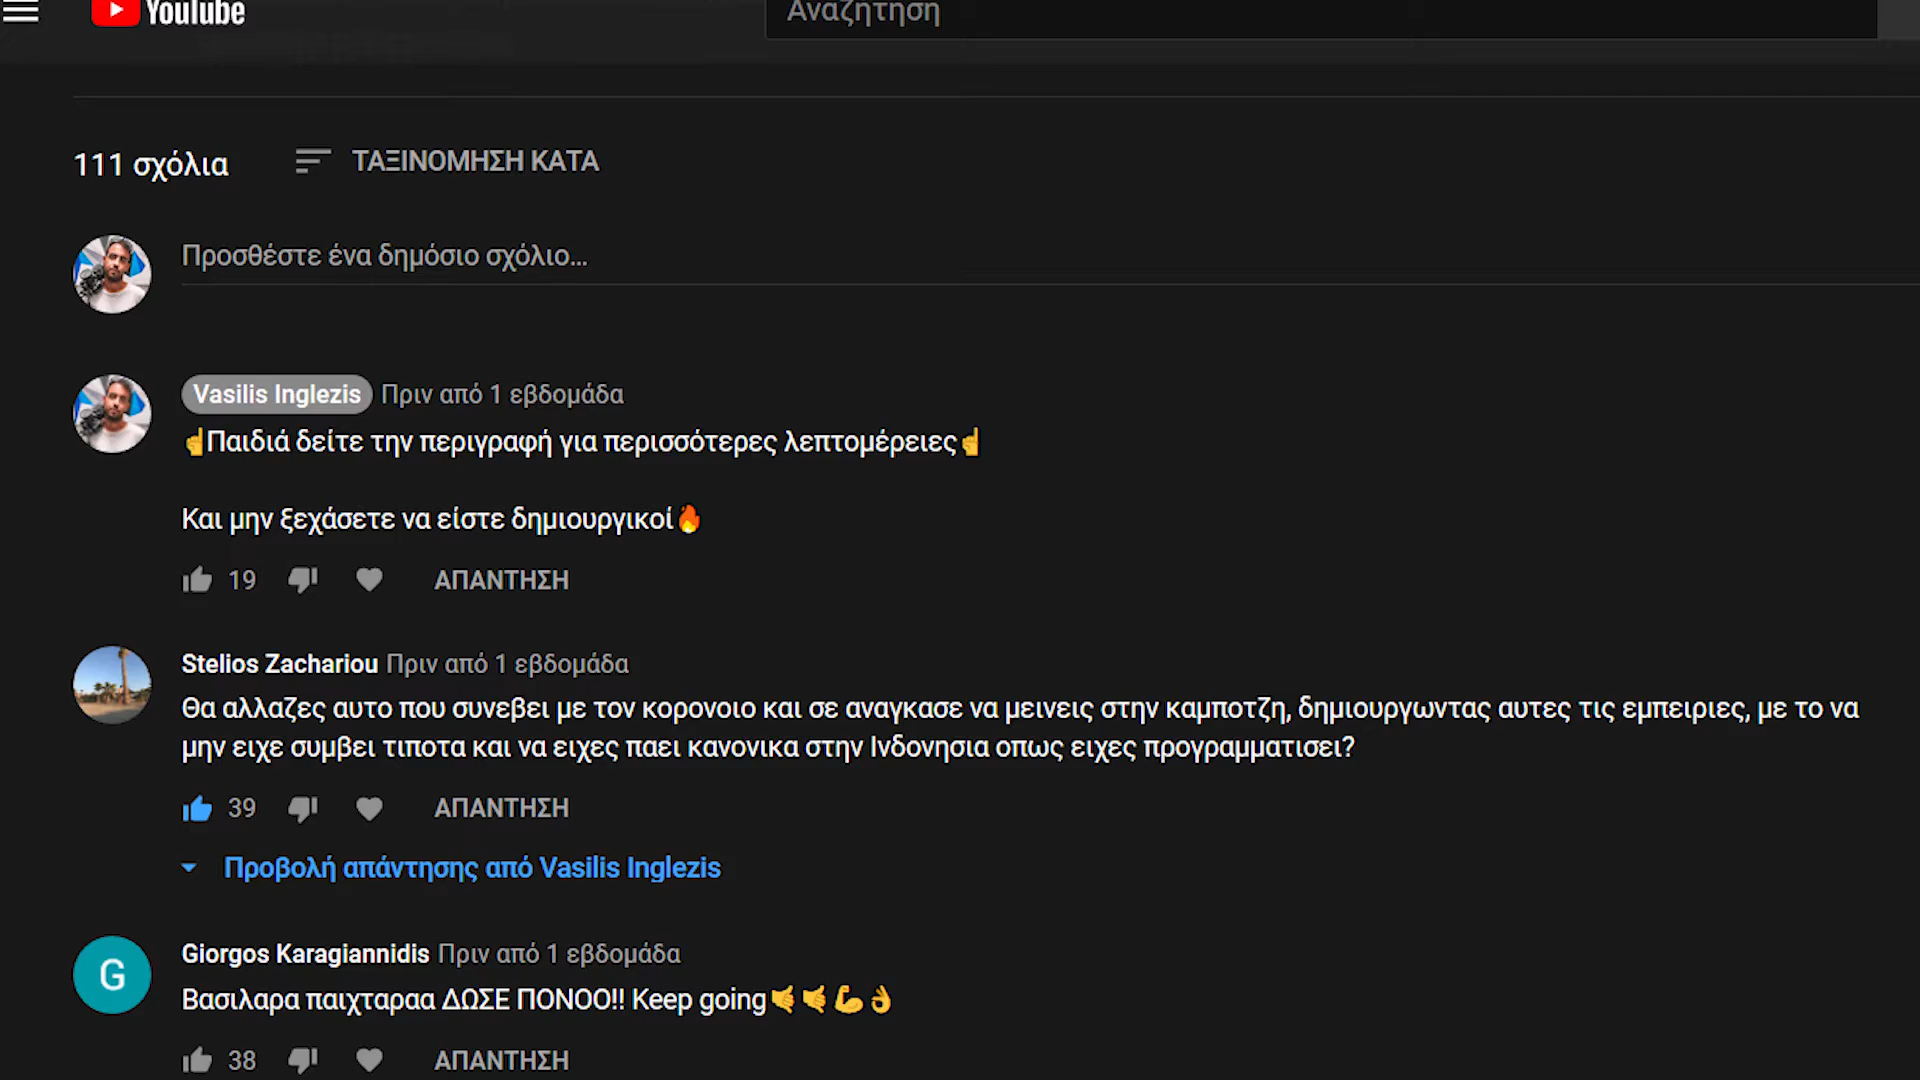 YouTube
Αναζήτηση
111 σχόλια
ΤΑΞΙΝΟΜΗΣΗ ΚΑΤΑ
Προσθέστε ένα δημόσιο σχόλιο...
Vasilis Inglezis Πριν από 1 εβδομάδα
☝Παιδιά δείτε την περιγραφή για περισσότερες λεπτομέρειες☝
Και μην ξεχάσετε να είστε δημιουργικοί🔥
19 ΑΠΑΝΤΗΣΗ
Stelios Zachariou Πριν από 1 εβδομάδα
Θα αλλαζες αυτο που συνεβει με τον κορονοιο και σε αναγκασε να μεινεις στην καμποτζη, δημιουργωντας αυτες τις εμπειριες, με το να
μην ειχε συμβει τιποτα και να ειχες παει κανονικα στην Ινδονησια οπως ειχες προγραμματισει?
39 ΑΠΑΝΤΗΣΗ
Προβολή απάντησης από Vasilis Inglezis
G
Giorgos Karagiannidis Πριν από 1 εβδομάδα
Βασιλαρα παιχταραα ΔΩΣΕ ΠΟΝΟΟ!! Keep going🤙🤙💪👌
38 ΑΠΑΝΤΗΣΗ